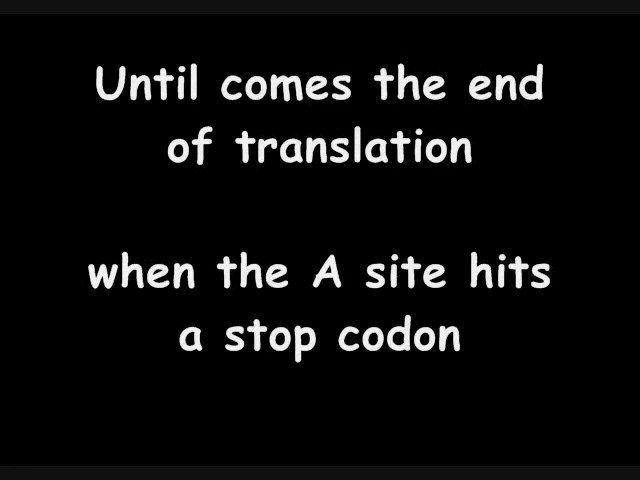 Until comes the end
of translation
when the A site hits
a stop codon